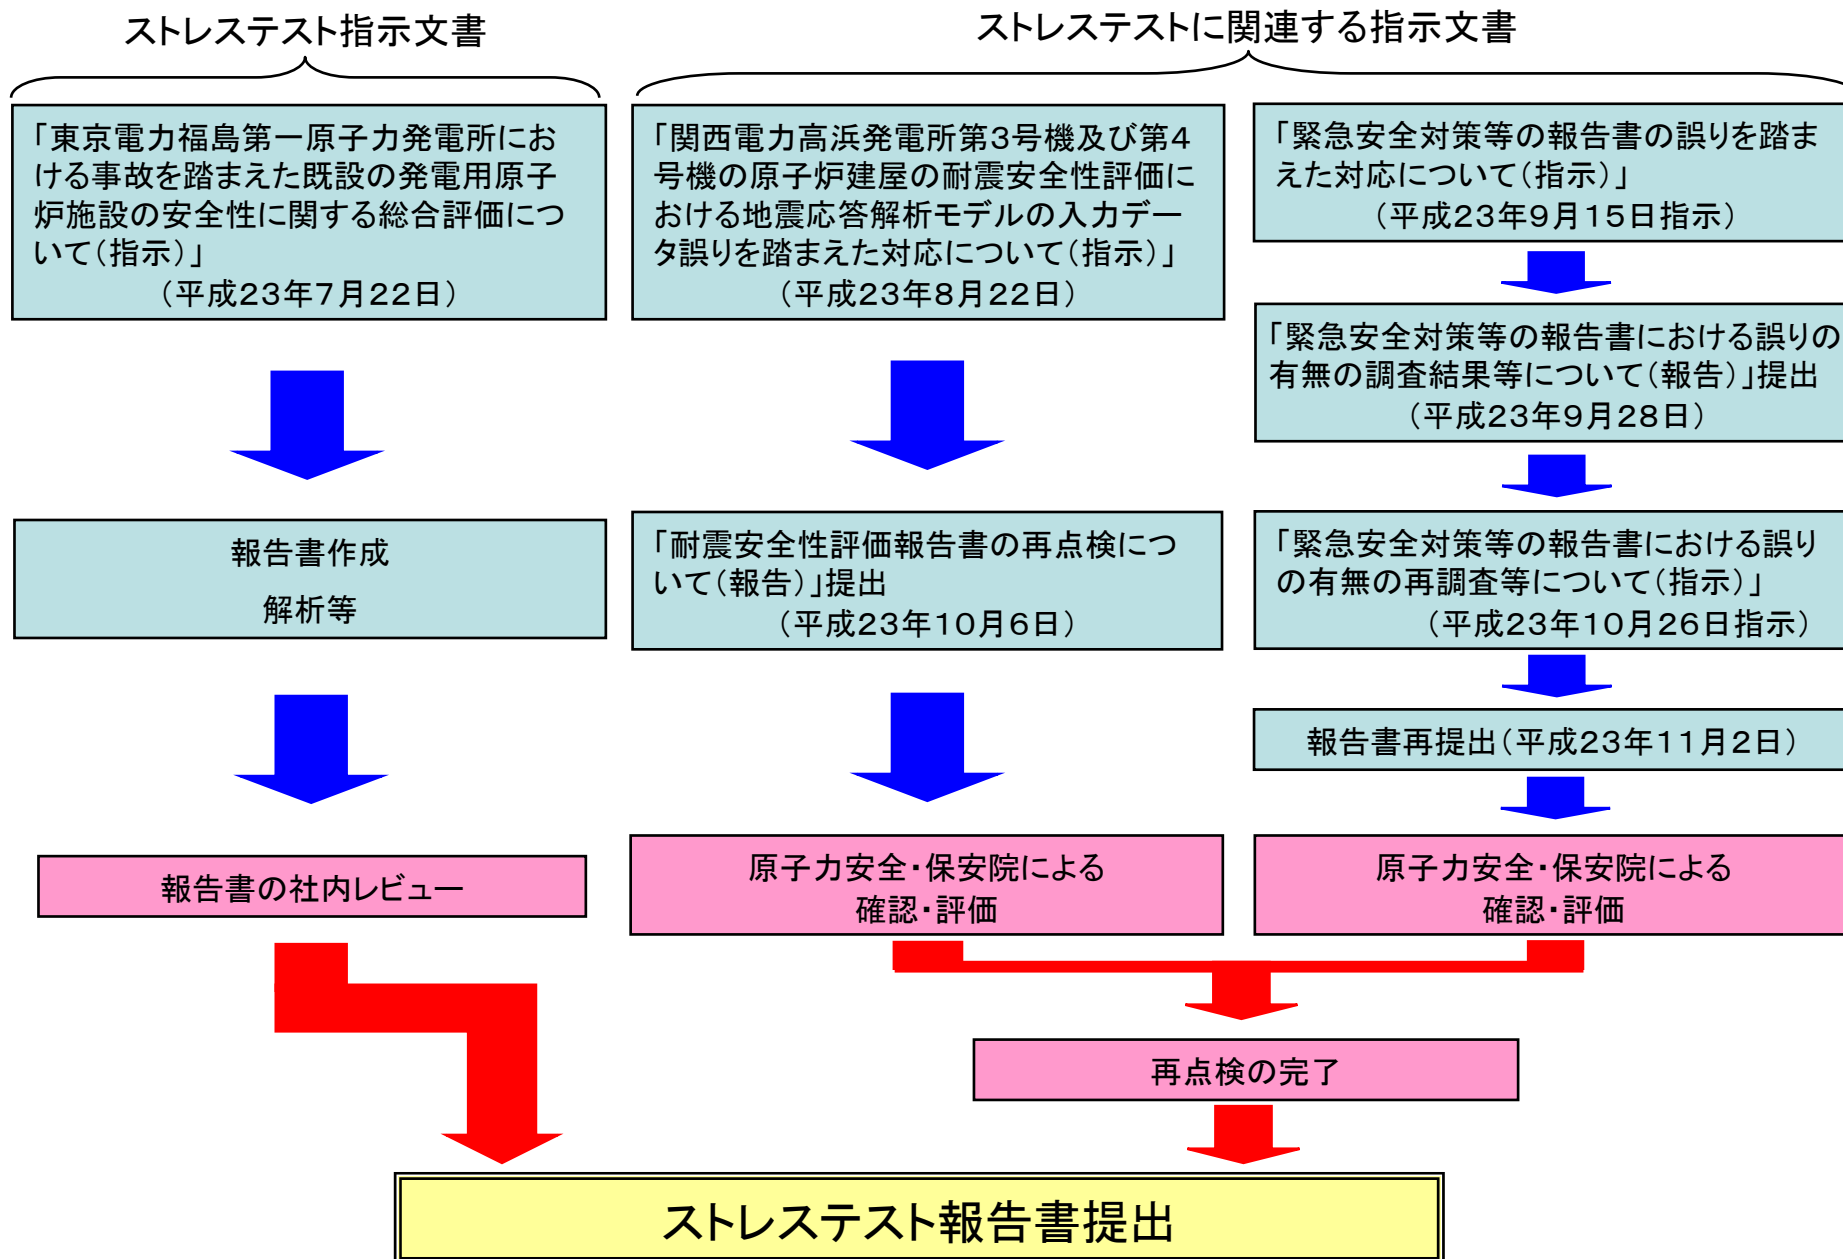 ストレステスト指示文書
「東京電力福島第一原子力発電所にお
ける事故を踏まえた既設の発電用原子
炉施設の安全性に関する総合評価につ
いて（指示）」
（平成２３年７月２２日）
報告書作成
解析等
報告書の社内レビュー
ストレステストに関連する指示文書
「関西電力高浜発電所第３号機及び第４
号機の原子炉建屋の耐震安全性評価に
おける地震応答解析モデルの入力デー
タ誤りを踏まえた対応について（指示）」
（平成２３年８月２２日）
「耐震安全性評価報告書の再点検につ
いて（報告）」提出
（平成２３年１０月６日）
原子力安全・保安院による
確認・評価
「緊急安全対策等の報告書の誤りを踏ま
えた対応について（指示）」
（平成２３年９月１５日指示）
「緊急安全対策等の報告書における誤りの
有無の調査結果等について（報告）」提出
（平成２３年９月２８日）
「緊急安全対策等の報告書における誤り
の有無の再調査等について（指示）」
（平成２３年１０月２６日指示）
報告書再提出（平成２３年１１月２日）
原子力安全・保安院による
確認・評価
再点検の完了
ストレステスト報告書提出